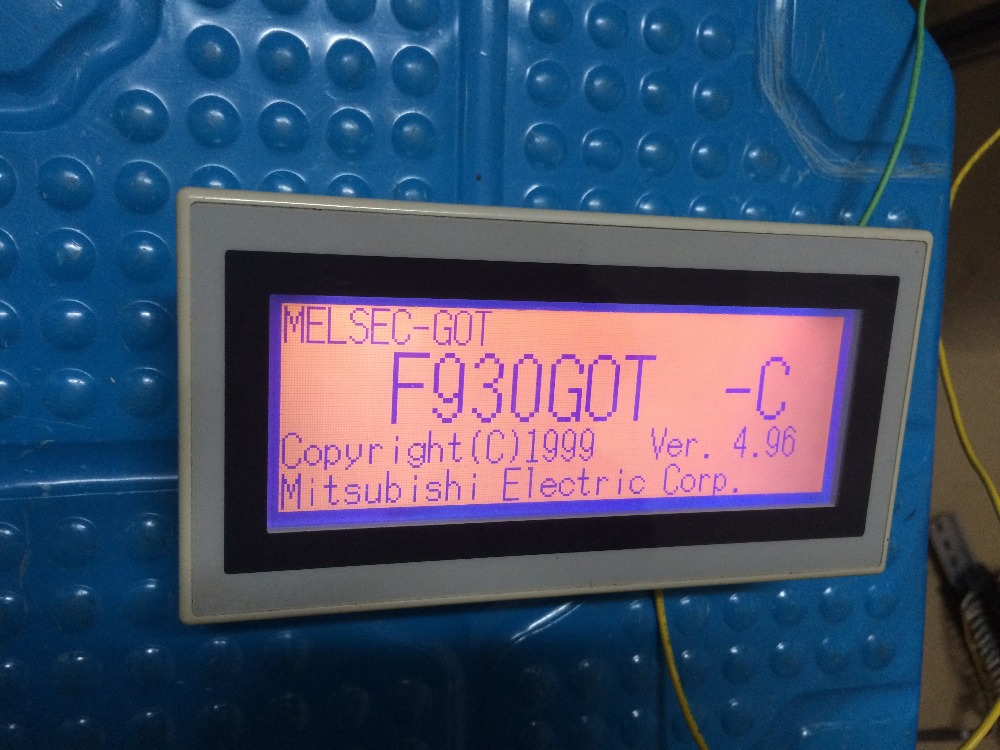 MELSEC-GOT
F930GOT -C
Copyright(C)1999 Ver. 4.96
Mitsubishi Electric Corp.